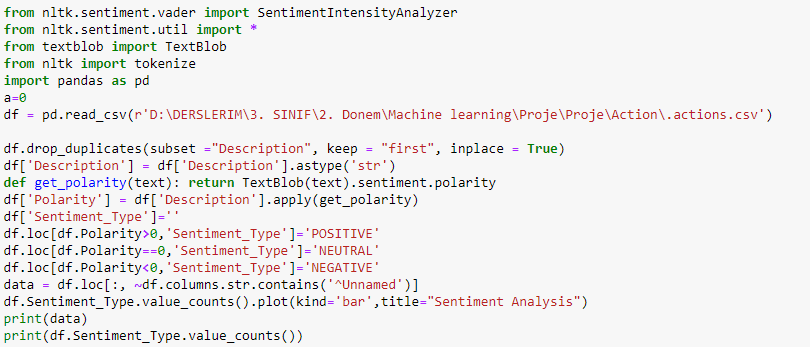 from nltk.sentiment.vader import SentimentIntensityAnalyzer
from nltk.sentiment.util import *
from textblob import TextBlob
from nltk import tokenize
import pandas as pd
a=0
df = pd.read_csv(r'D:\DERSLERIM\3. SINIF\2. Donem\Machine learning\Proje\Proje\Action\.actions.csv')

df.drop_duplicates(subset ="Description", keep = "first", inplace = True)
df['Description'] = df['Description'].astype('str')
def get_polarity(text): return TextBlob(text).sentiment.polarity
df['Polarity'] = df['Description'].apply(get_polarity)
df['Sentiment_Type']=''
df.loc[df.Polarity>0,'Sentiment_Type']='POSITIVE'
df.loc[df.Polarity==0,'Sentiment_Type']='NEUTRAL'
df.loc[df.Polarity<0,'Sentiment_Type']='NEGATIVE'
data = df.loc[:, ~df.columns.str.contains('^Unnamed')]
df.Sentiment_Type.value_counts().plot(kind='bar',title="Sentiment Analysis")
print(data)
print(df.Sentiment_Type.value_counts())